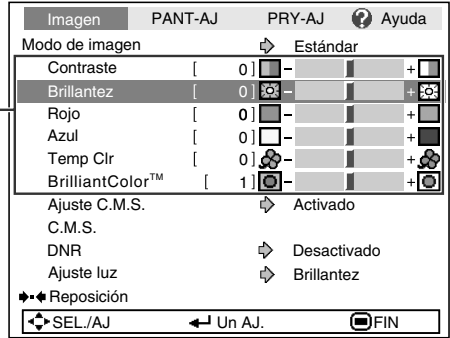 Imagen PANT-AJ PRY-AJ ? Ayuda
Modo de imagen Estándar
Contraste [ 0 ] - +
Brillantez [ 0 ] - +
Rojo [ 0 ] - +
Azul [ 0 ] - +
Temp Clr [ 0 ] - +
BrilliantColor™ [ 1 ] - +
Ajuste C.M.S. Activado
C.M.S.
DNR Desactivado
Ajuste luz Brillantez
Reposición
SEL./AJ Un AJ. FIN